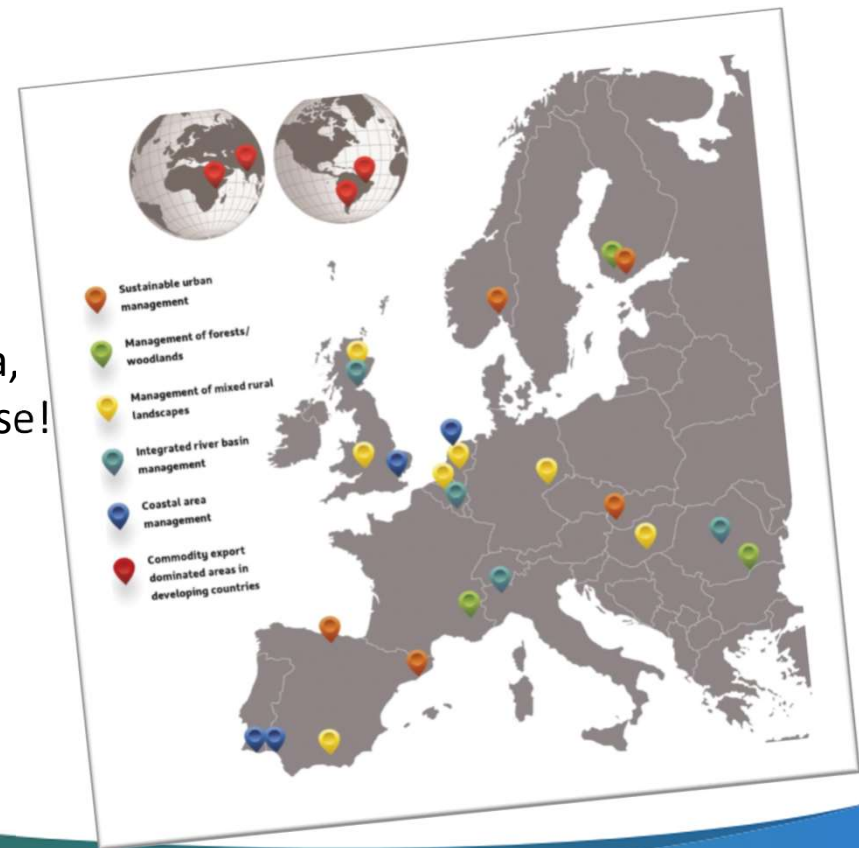 a,
se!
Sustainable urban
management
Management of forests/
woodlands
Management of mixed rural
landscapes
Integrated river basin
management
Coastal area
management
Commodity export
dominated areas in
developing countries